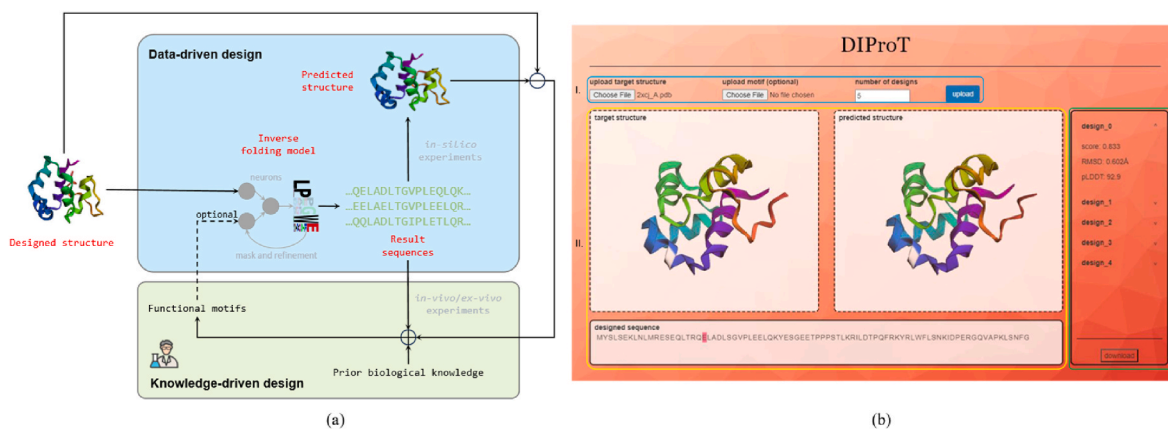 Data-driven design
Predicted
structure
Inverse
folding model
in-silico
experiments
neurons
…QELADLTGVPLEQLQK…
…EELAELTGVPLEELQR…
…QQLADLTGIPLETLQR…
optional
mask and refinement
Designed structure
Result
sequences
in-vivo/ex-vivo
experiments
Functional motifs
Prior biological knowledge
Knowledge-driven design
(a)
DIProT
I.
upload target structure
upload motif (optional)
number of designs
Choose File 2xcj_A.pdb
Choose File No file chosen
5
upload
II.
target structure
predicted structure
design_0
score: 0.833
RMSD: 0.602Å
pLDDT: 92.9
design_1
design_2
design_3
design_4
designed sequence
MYSLSEKLNLMRESEQLTRQELADLSGVPLEELQKYESGEETPPPSTLKRILDTPQFRKYRLWFLSNKIDPERGQVAPKLSNFG
download
(b)